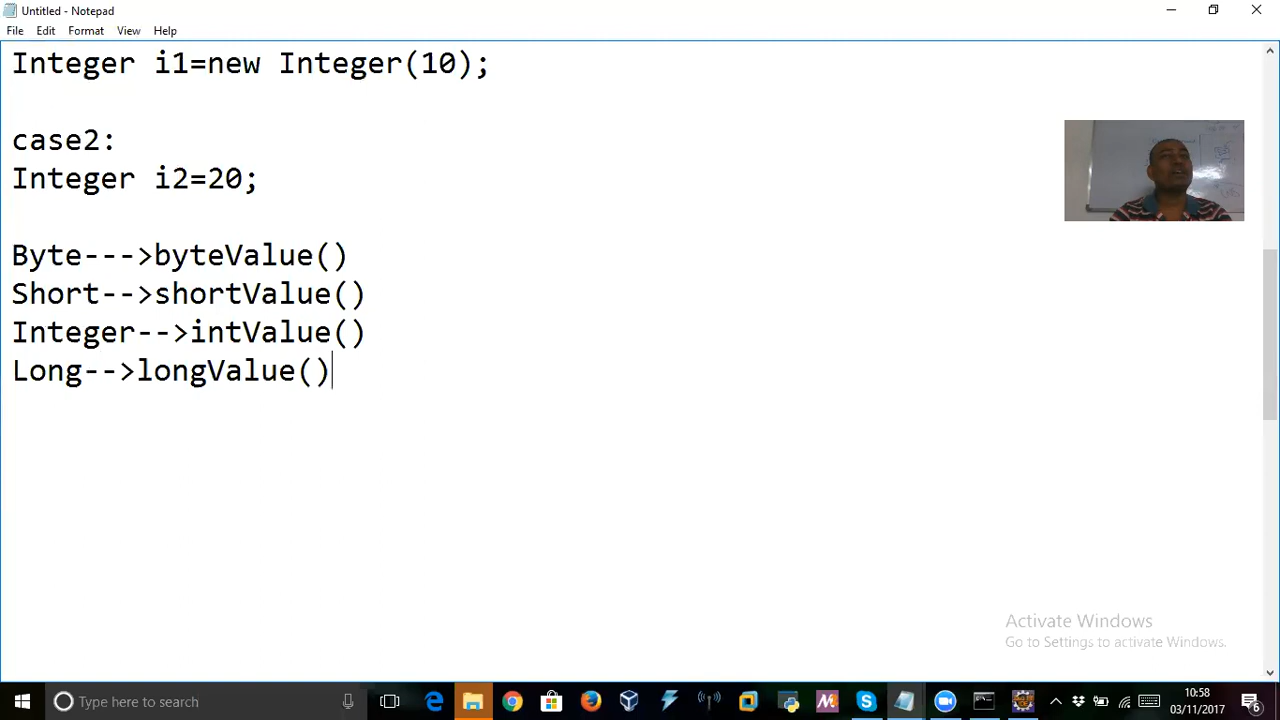 Untitled - Notepad
File Edit Format View Help
Integer i1=new Integer(10);
case2:
Integer i2=20;
Byte--->byteValue()
Short-->shortValue()
Integer-->intValue()
Long-->longValue()
Activate Windows
Go to Settings to activate Windows.
Type here to search
10:58
03/11/2017
6